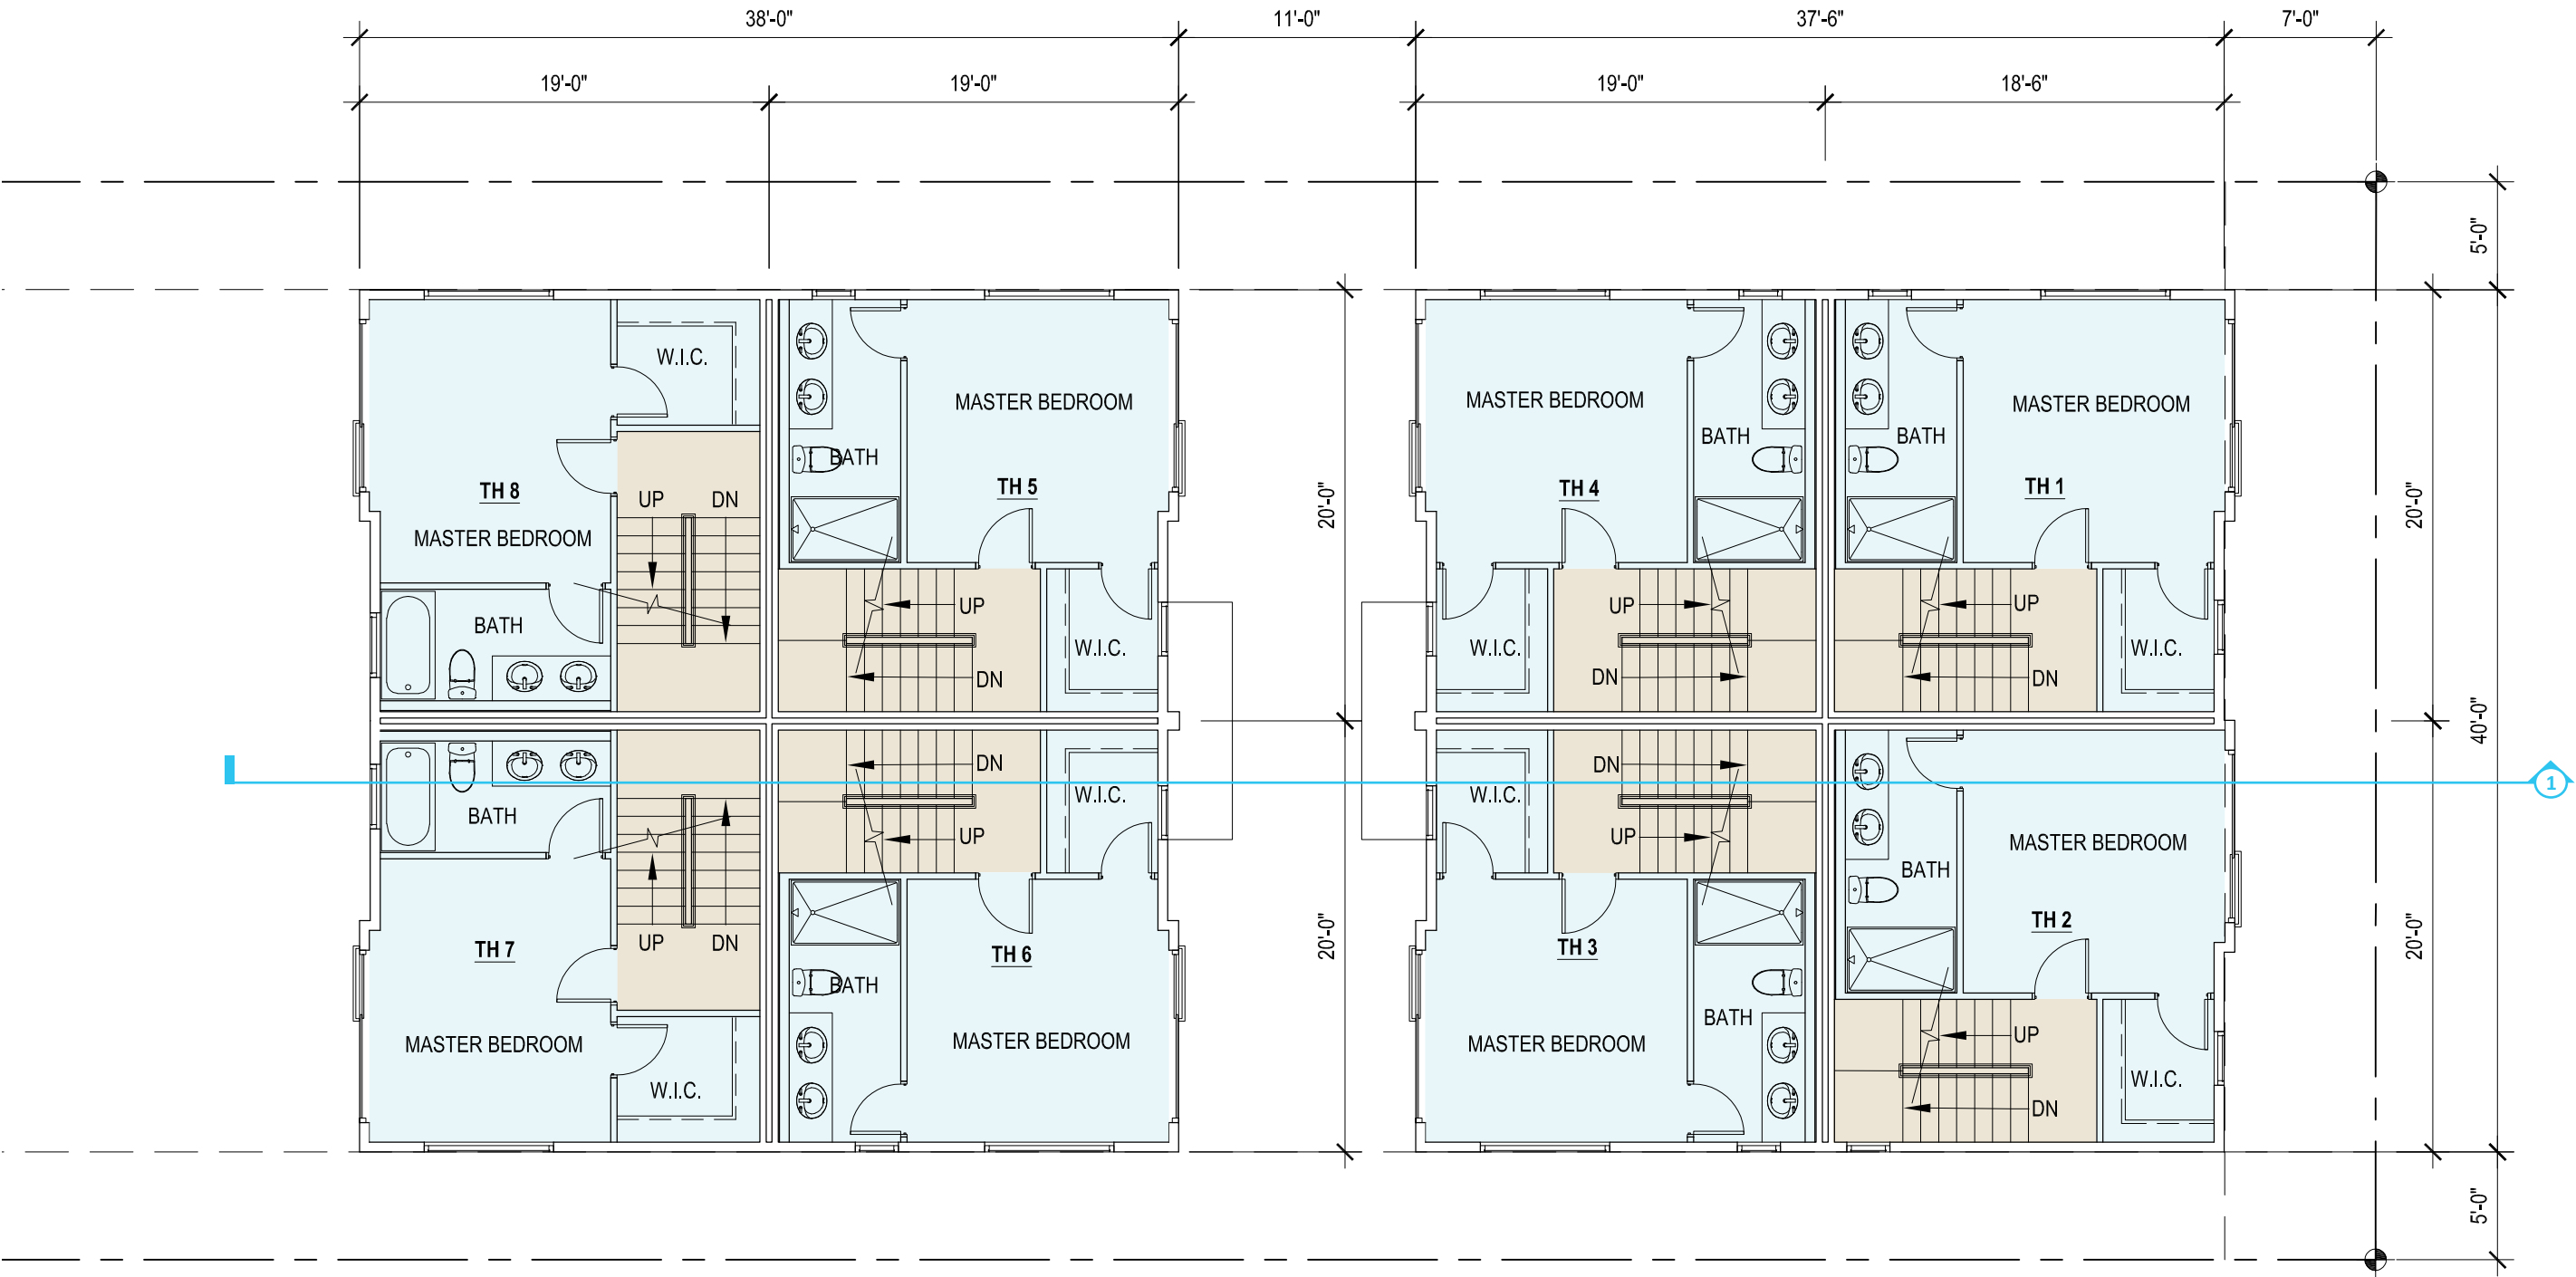 38'-0"
11'-0"
37'-6"
7'-0"
19'-0"
19'-0"
19'-0"
18'-6"
5'-0"
W.I.C.
MASTER BEDROOM
MASTER BEDROOM
MASTER BEDROOM
BATH
BATH
BATH
TH 8
TH 5
TH 4
TH 1
UP
DN
20'-0"
20'-0"
MASTER BEDROOM
BATH
UP
UP
UP
W.I.C.
W.I.C.
W.I.C.
DN
DN
DN
40'-0"
DN
DN
1
W.I.C.
W.I.C.
BATH
UP
UP
MASTER BEDROOM
BATH
TH 2
UP
DN
TH 7
TH 6
TH 3
20'-0"
20'-0"
BATH
BATH
MASTER BEDROOM
MASTER BEDROOM
MASTER BEDROOM
UP
W.I.C.
W.I.C.
DN
5'-0"